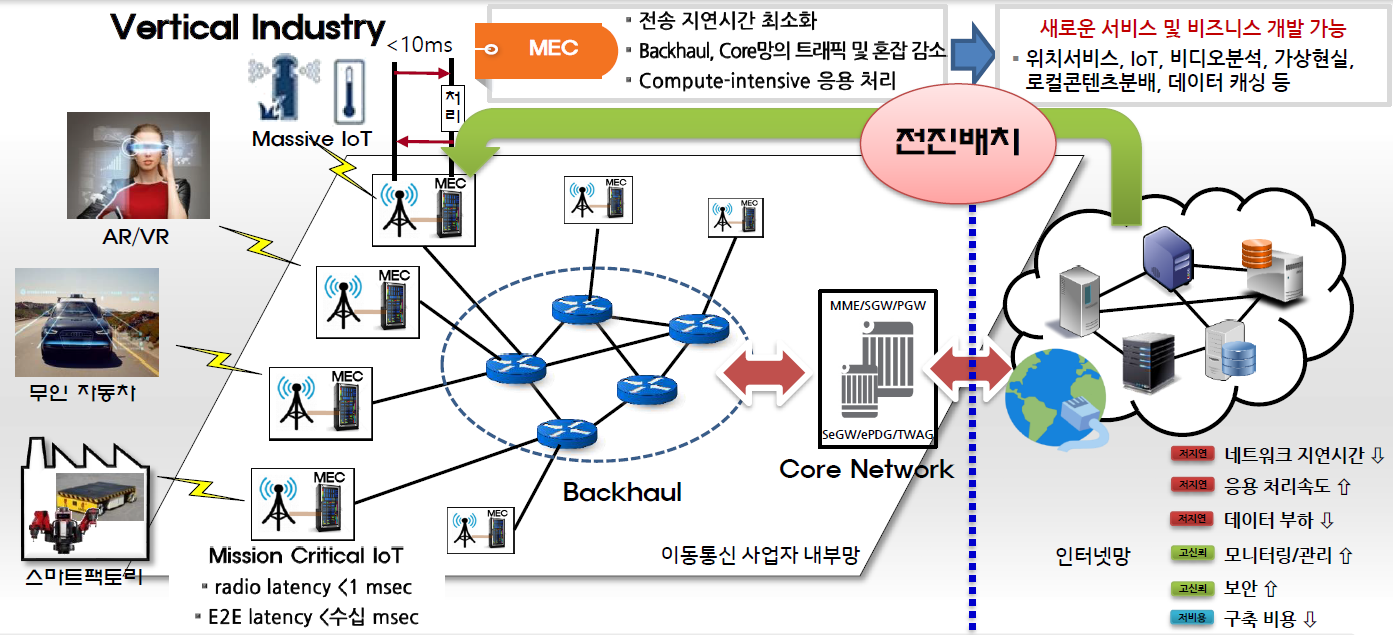 Vertical Industry
<10ms
MEC
▪ 전송 지연시간 최소화
▪ Backhaul, Core망의 트래픽 및 혼잡 감소
▪ Compute-intensive 응용 처리
새로운 서비스 및 비즈니스 개발 가능
▪ 위치서비스, IoT, 비디오분석, 가상현실,
로컬콘텐츠분배, 데이터 캐싱 등
처
리
Massive IoT
전진배치
MEC
MEC
MEC
AR/VR
MEC
무인 자동차
MME/SGW/PGW
MEC
SeGW/ePDG/TWAG
Core Network
MEC
Backhaul
MEC
스마트팩토리
Mission Critical IoT
▪ radio latency <1 msec
▪ E2E latency <수십 msec
이동통신 사업자 내부망
인터넷망
저지연 네트워크 지연시간 ⇩
저지연 응용 처리속도 ⇧
저지연 데이터 부하 ⇩
고신뢰 모니터링/관리 ⇧
고신뢰 보안 ⇧
저비용 구축 비용 ⇩